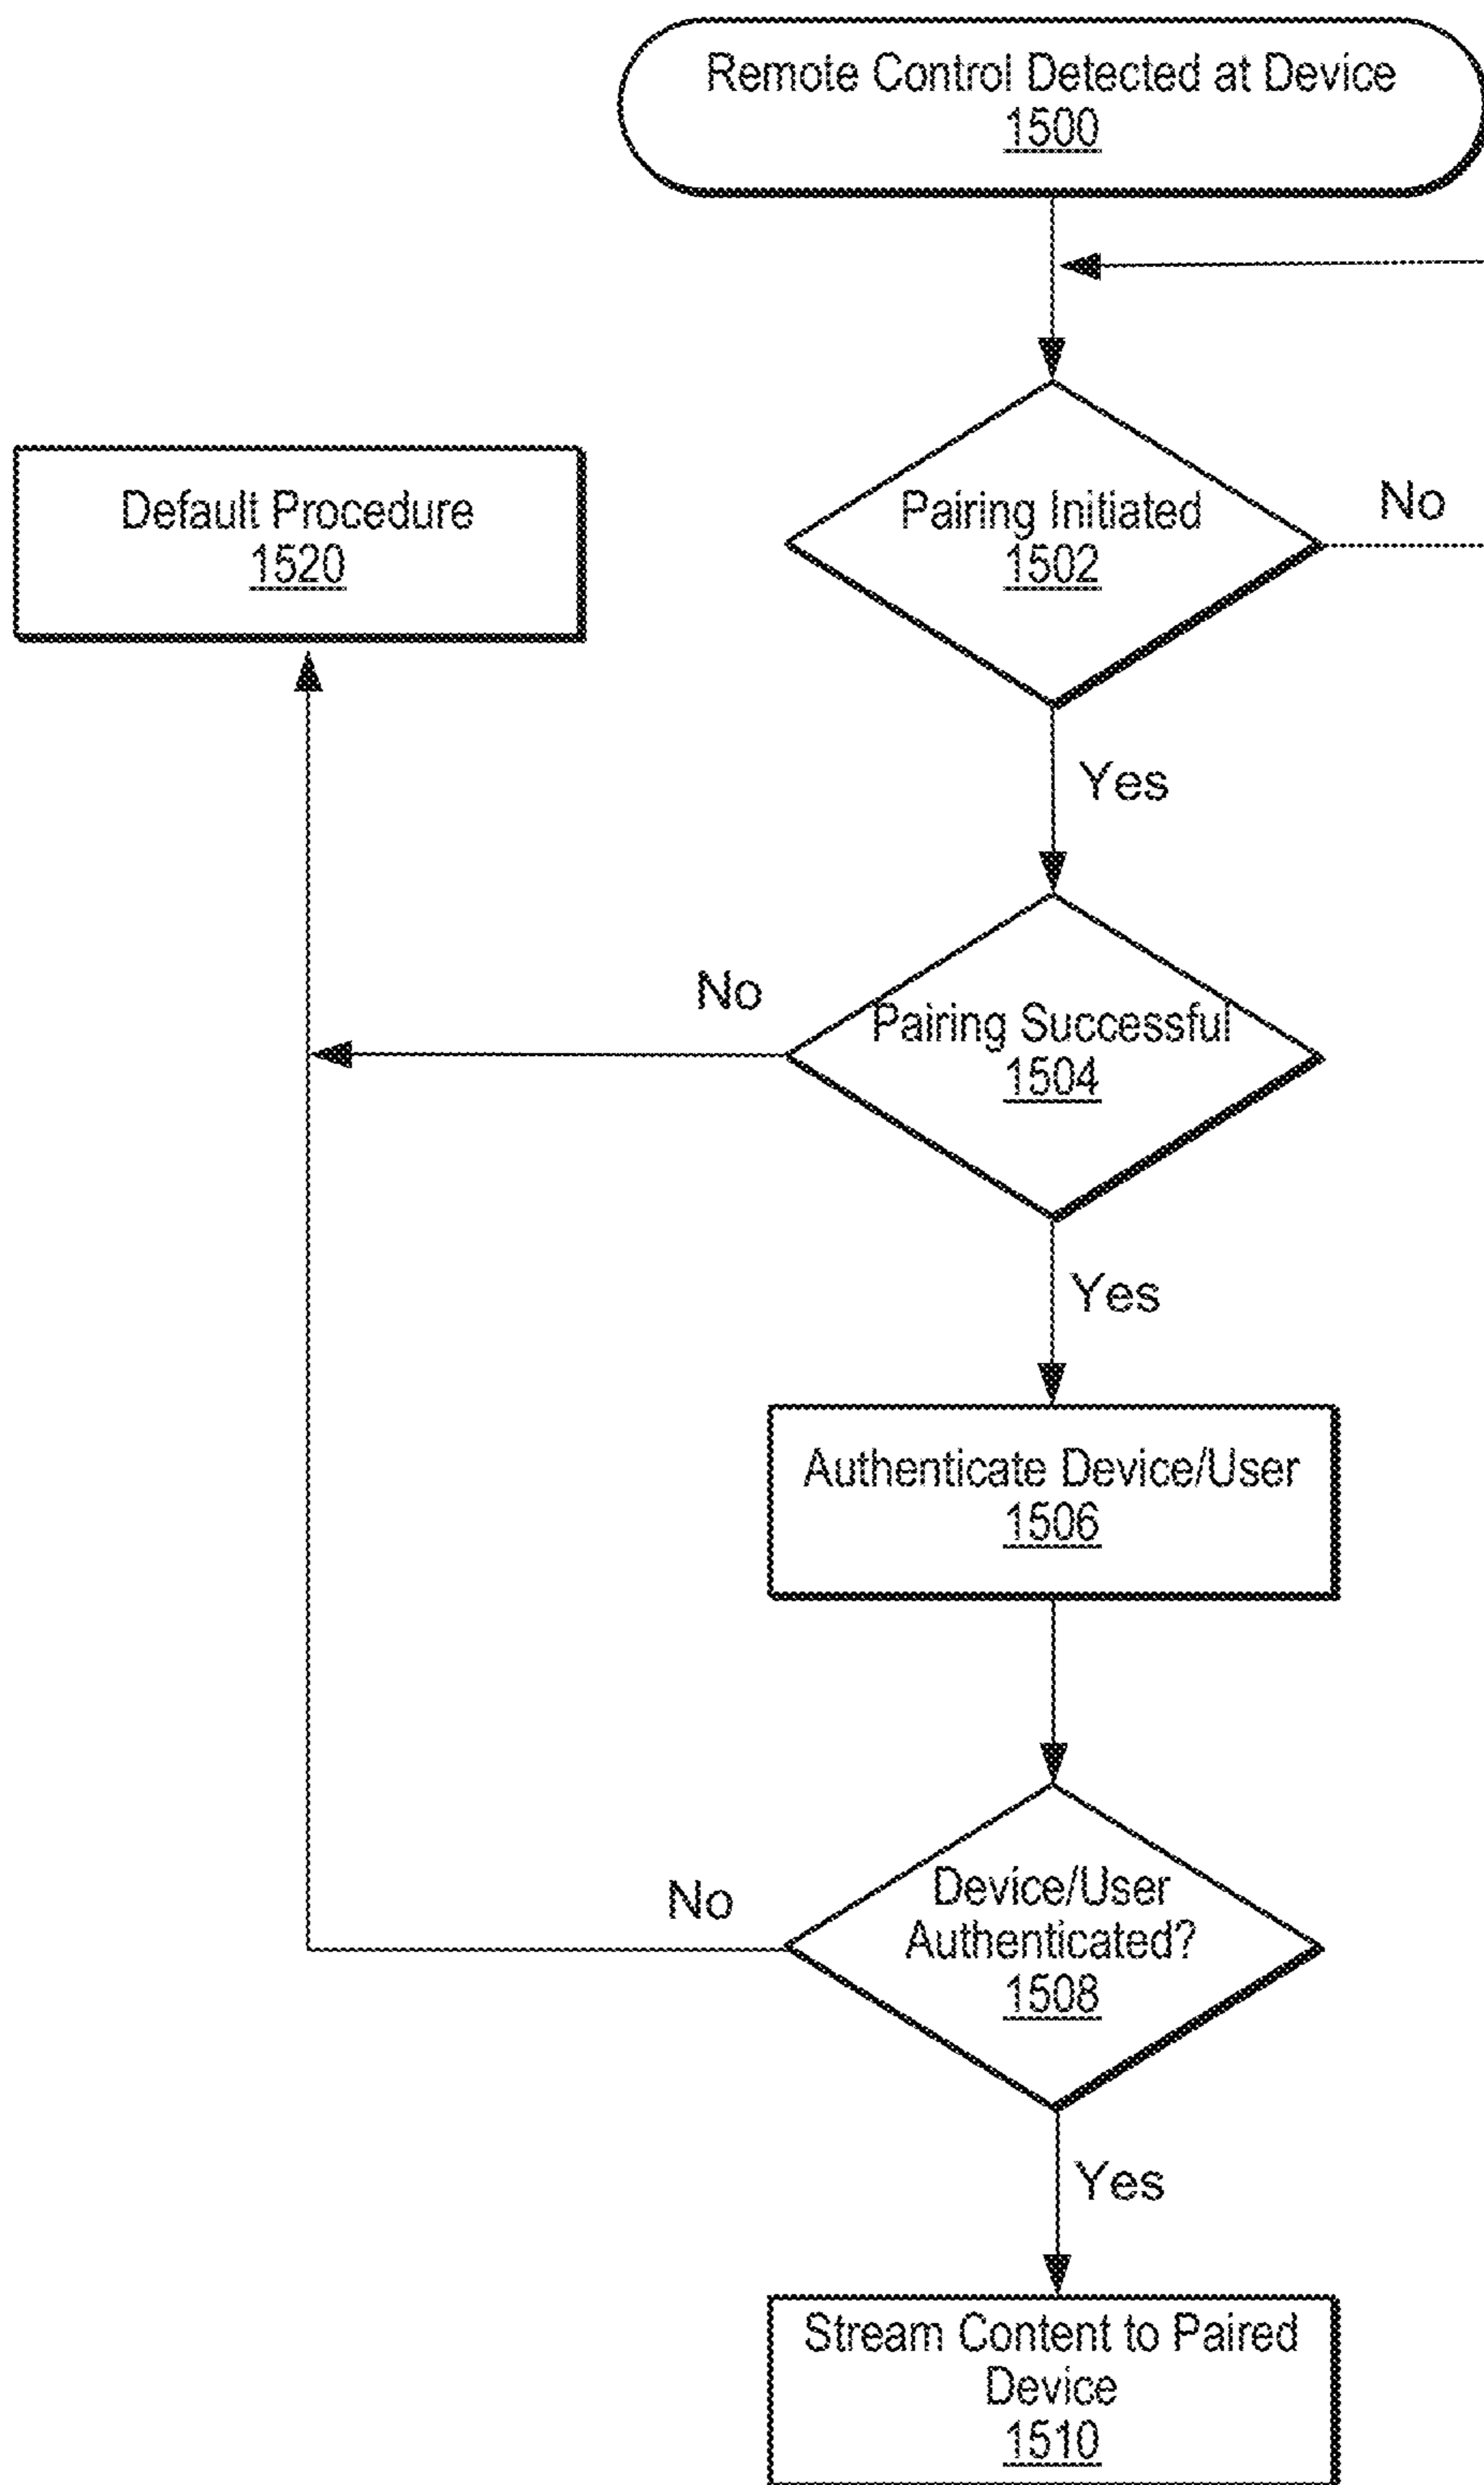 Remote Control Detected at Device
1500
Default Procedure
1520
Pairing Initiated
1502
No
Yes
No
Pairing Successful
1504
Yes
Authenticate Device/User
1506
No
Device/User
Authenticated?
1508
Yes
Stream Content to Paired
Device
1510